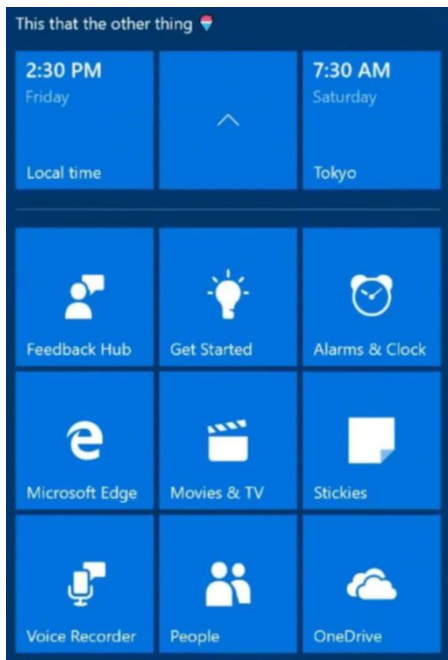 This that the other thing 🍧
2:30 PM
Friday
Local time
7:30 AM
Saturday
Tokyo
Feedback Hub
Get Started
Alarms & Clock
Microsoft Edge
Movies & TV
Stickies
Voice Recorder
People
OneDrive